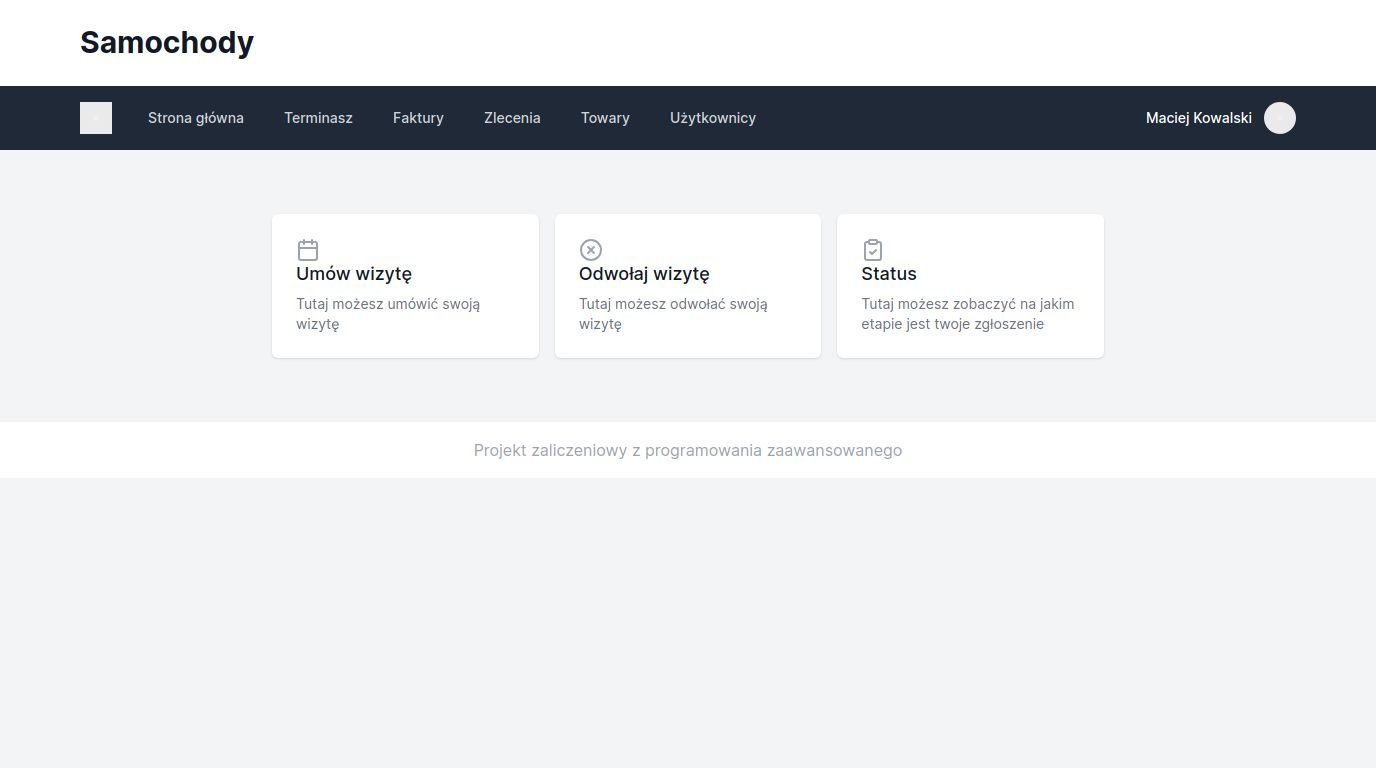 Samochody
Strona główna
Terminasz
Faktury
Zlecenia
Towary
Użytkownicy
Maciej Kowalski
Umów wizytę
Tutaj możesz umówić swoją
wizytę
Odwołaj wizytę
Tutaj możesz odwołać swoją
wizytę
Status
Tutaj możesz zobaczyć na jakim
etapie jest twoje zgłoszenie
Projekt zaliczeniowy z programowania zaawansowanego